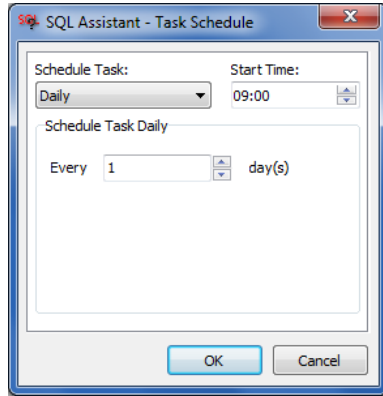 SQL Assistant - Task Schedule
Schedule Task: Start Time:
Daily 09:00
Schedule Task Daily
Every 1 day(s)
OK Cancel